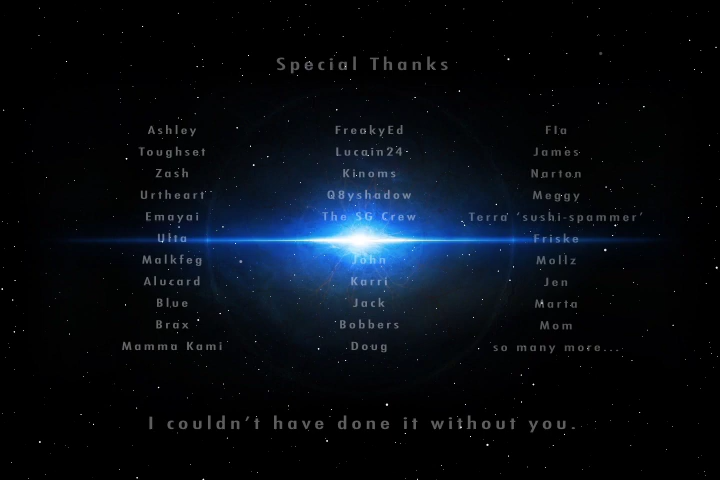 Special Thanks
Ashley
Toughset
Zash
Urtheart
Emayai
Ulta
Malkfeg
Alucard
Blue
Brax
Mamma Kami
FreakyEd
Lucain24
Kinoms
Q8yshadow
The SG Crew
John
Karri
Jack
Bobbers
Doug
Fla
James
Narton
Meggy
Terra 'sushi-spammer'
Friske
Mollz
Jen
Marta
Mom
so many more...
I couldn't have done it without you.